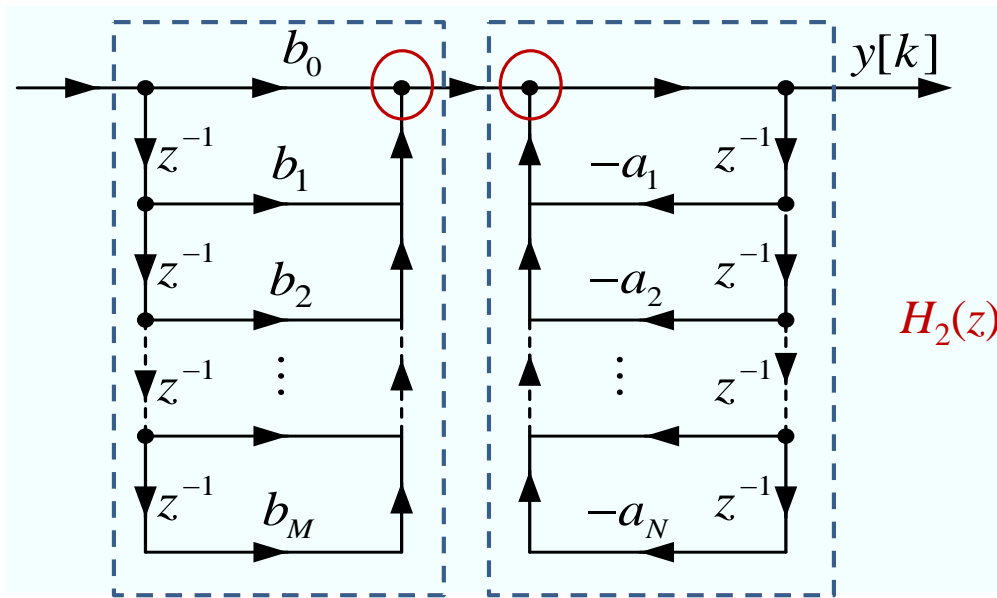 b₀ y[k]
z⁻¹ b₁ −a₁ z⁻¹
z⁻¹ b₂ −a₂ z⁻¹
H₂(z)
z⁻¹ ⋮ ⋮ z⁻¹
z⁻¹ b_M −a_N z⁻¹